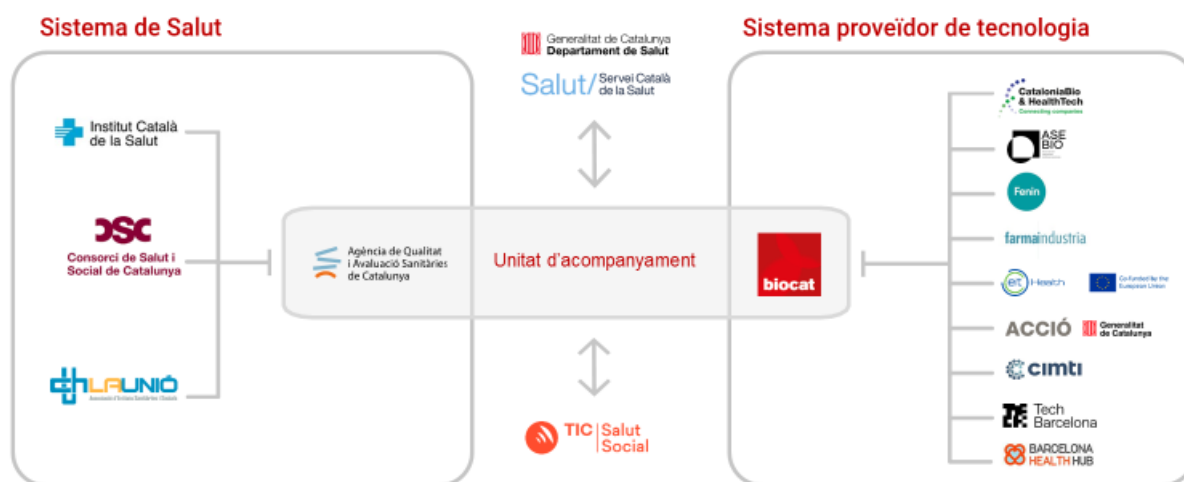 Sistema de Salut
Institut Català
de la Salut
CSC
Consorci de Salut i
Social de Catalunya
LAUNIÓ
Generalitat de Catalunya
Departament de Salut
Salut/ Servei Català
de la Salut
Agència de Qualitat
i Avaluació Sanitàries
de Catalunya
Unitat d'acompanyament
biocat
TIC Salut
Social
Sistema proveïdor de tecnologia
CataloniaBio
& HealthTech
Connecting companies
ASE
BIO
Fenin
farmaindustria
eit Health
Co-funded by the
European Union
ACCIÓ
Generalitat
de Catalunya
cimti
Tech
Barcelona
BARCELONA
HEALTH HUB